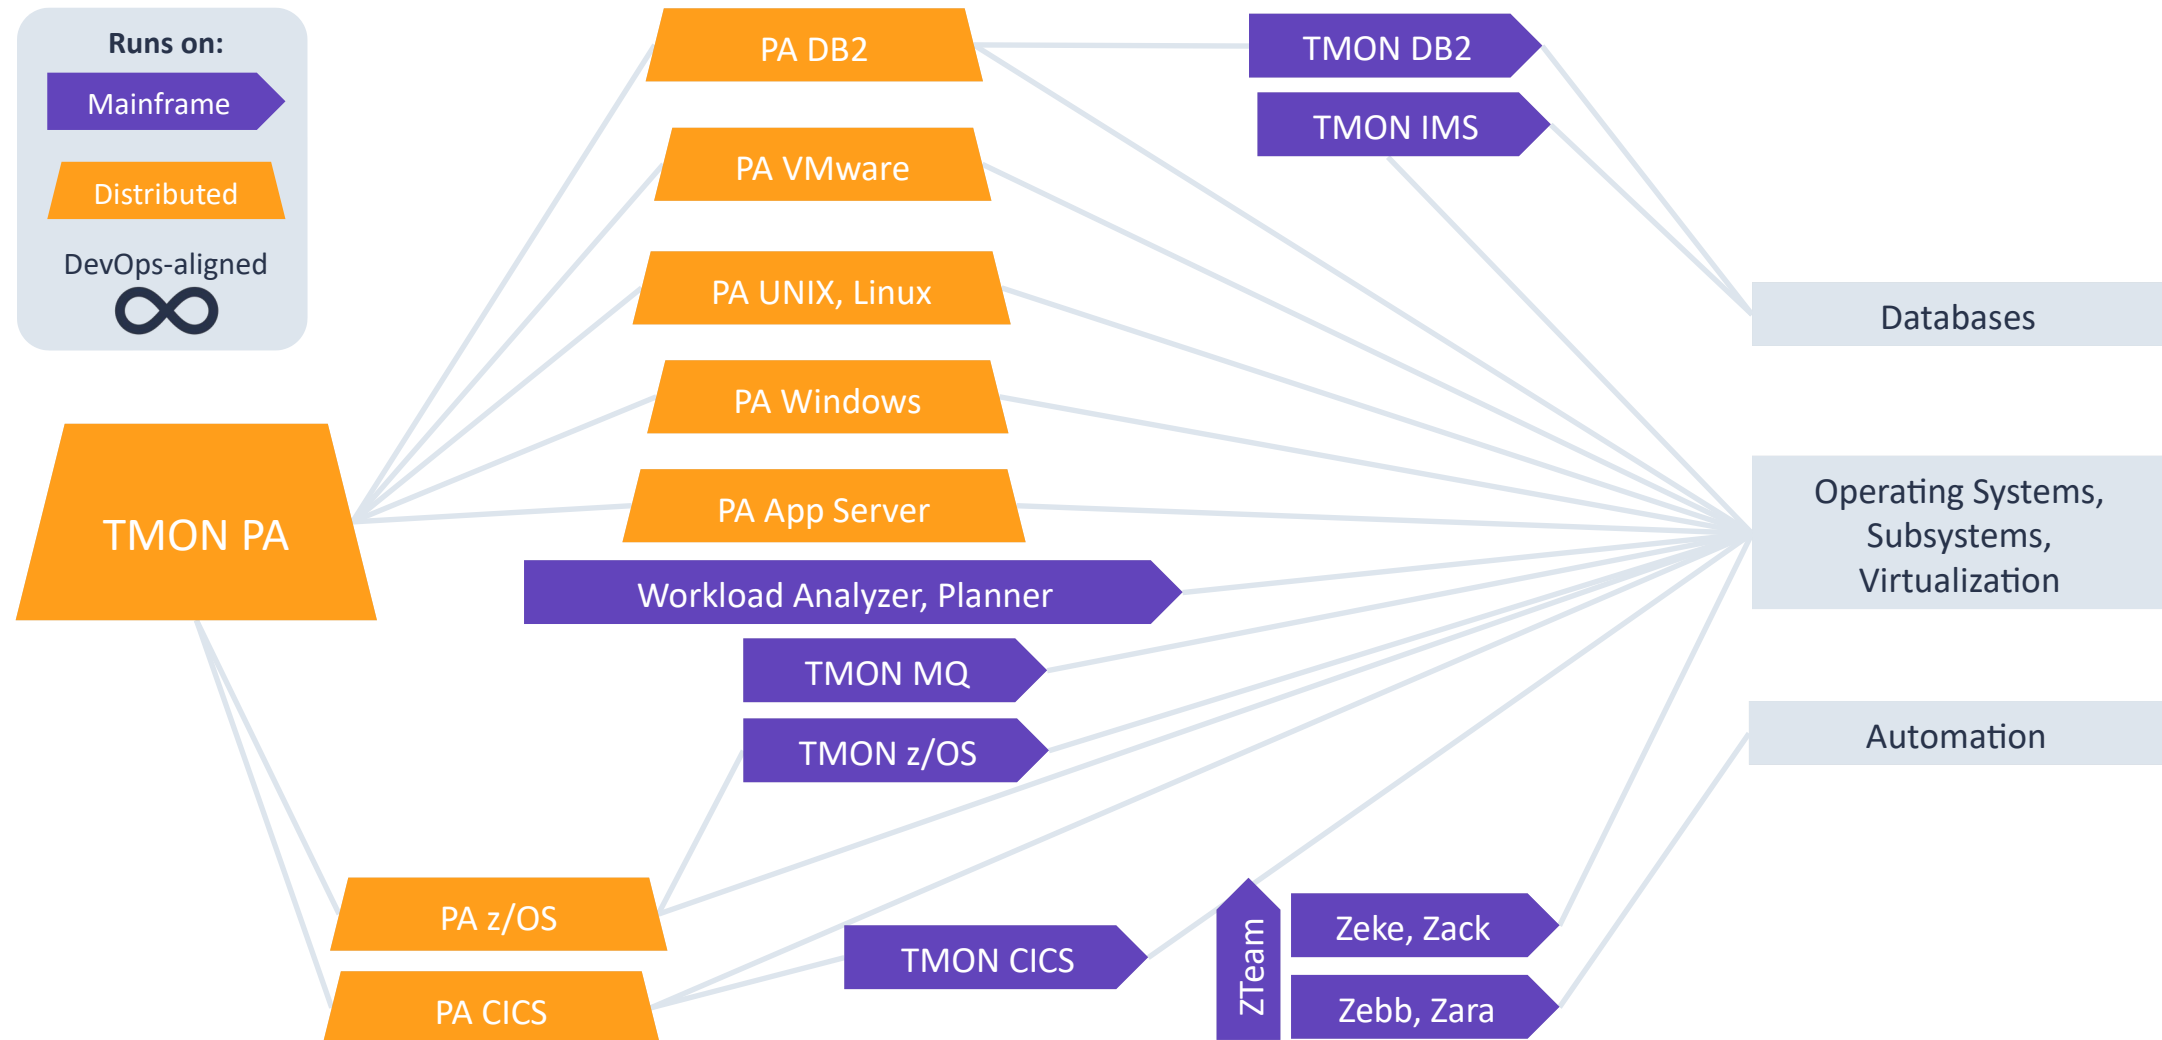 Runs on:
Mainframe
Distributed
DevOps-aligned
TMON PA
PA DB2
PA VMware
PA UNIX, Linux
PA Windows
PA App Server
Workload Analyzer, Planner
TMON MQ
TMON z/OS
PA z/OS
PA CICS
TMON CICS
TMON DB2
TMON IMS
ZTeam
Zeke, Zack
Zebb, Zara
Databases
Operating Systems,
Subsystems,
Virtualization
Automation